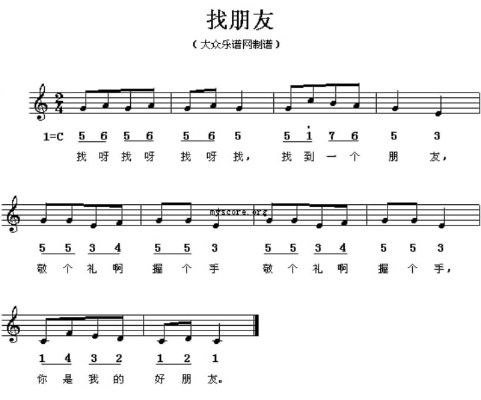 找朋友
（大众乐谱网制谱）
2
4
1=C 5 6 5 6 5 6 5 5 1 7 6 5 3
找 呀 找 呀 找 呀 找， 找 到 一 个 朋 友，
myscore.org
5 5 3 4 5 5 3 5 5 3 4 5 5 3
敬 个 礼 啊 握 个 手 敬 个 礼 啊 握 个 手，
1 4 3 2 1 2 1
你 是 我 的 好 朋 友。